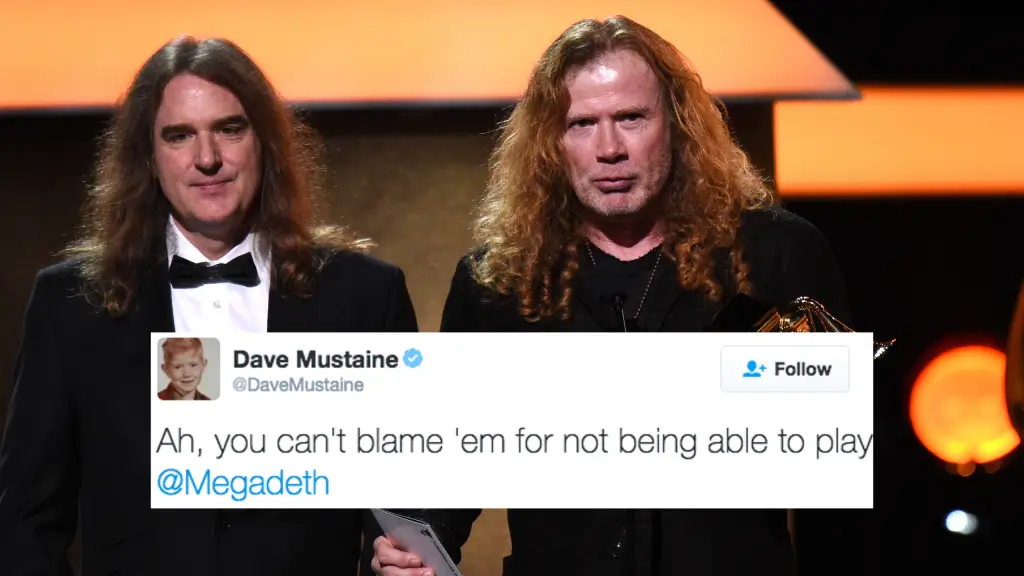 Dave Mustaine
@DaveMustaine
Follow
Ah, you can't blame 'em for not being able to play
@Megadeth